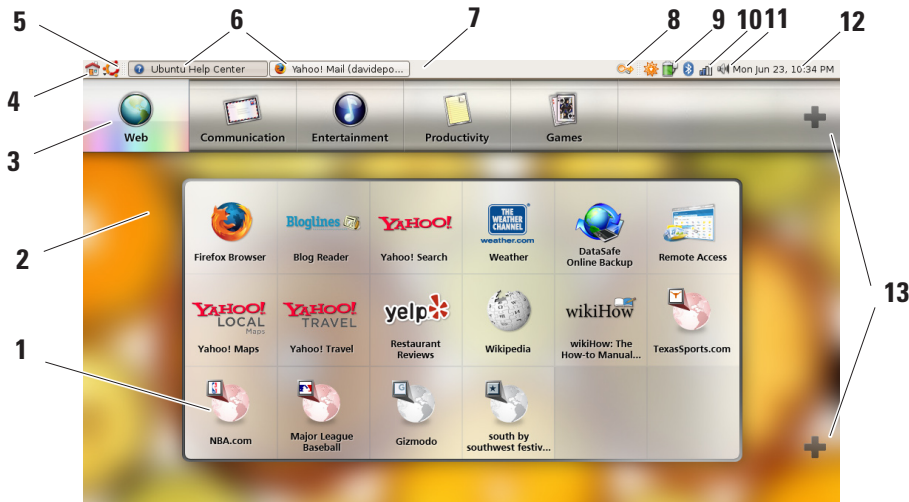 5
6
7
8
9
10
11
12
Ubuntu Help Center
Yahoo! Mail (davidepo...
Mon Jun 23, 10:34 PM
4
3
Web
Communication
Entertainment
Productivity
Games
2
Bloglines
YAHOO!
THE
WEATHER
CHANNEL
weather.com
Firefox Browser
Blog Reader
Yahoo! Search
Weather
DataSafe
Online Backup
Remote Access
13
YAHOO!
LOCAL
Maps
YAHOO!
TRAVEL
yelp
wikiHow
T
Yahoo! Maps
Yahoo! Travel
Restaurant
Reviews
Wikipedia
wikiHow: The
How-to Manual...
TexasSports.com
1
G
NBA.com
Major League
Baseball
Gizmodo
south by
southwest festiv...